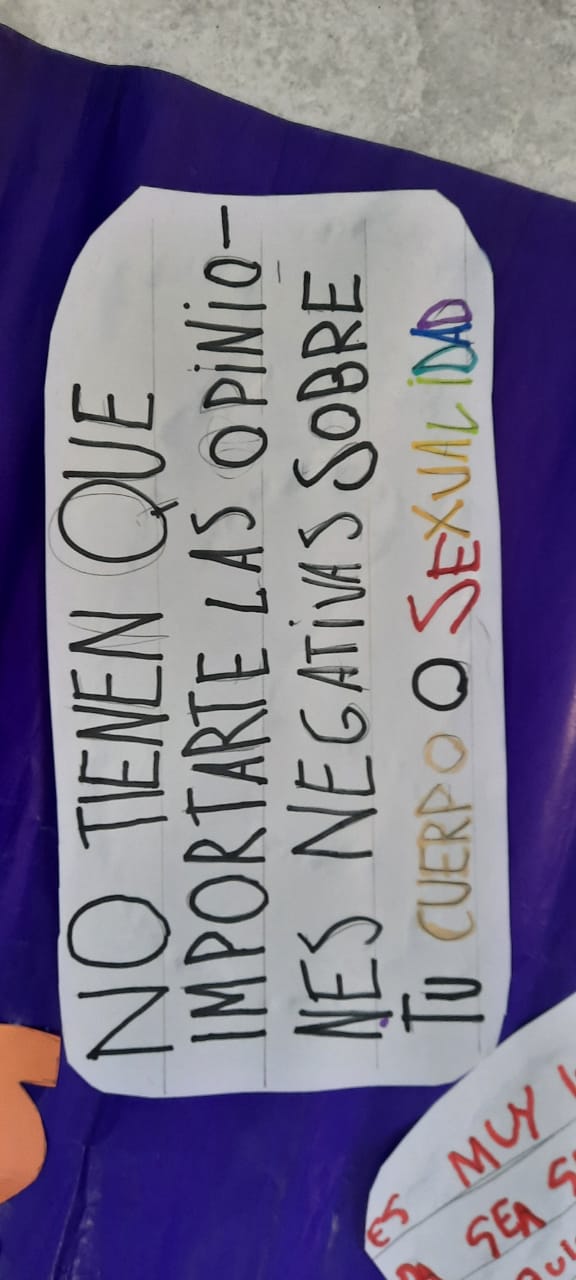 NO TIENEN QUE
IMPORTARTE LAS OPINIO-
NES NEGATIVAS SOBRE
TU CUERPO O SEXUALIDAD
ES MUY
SEA